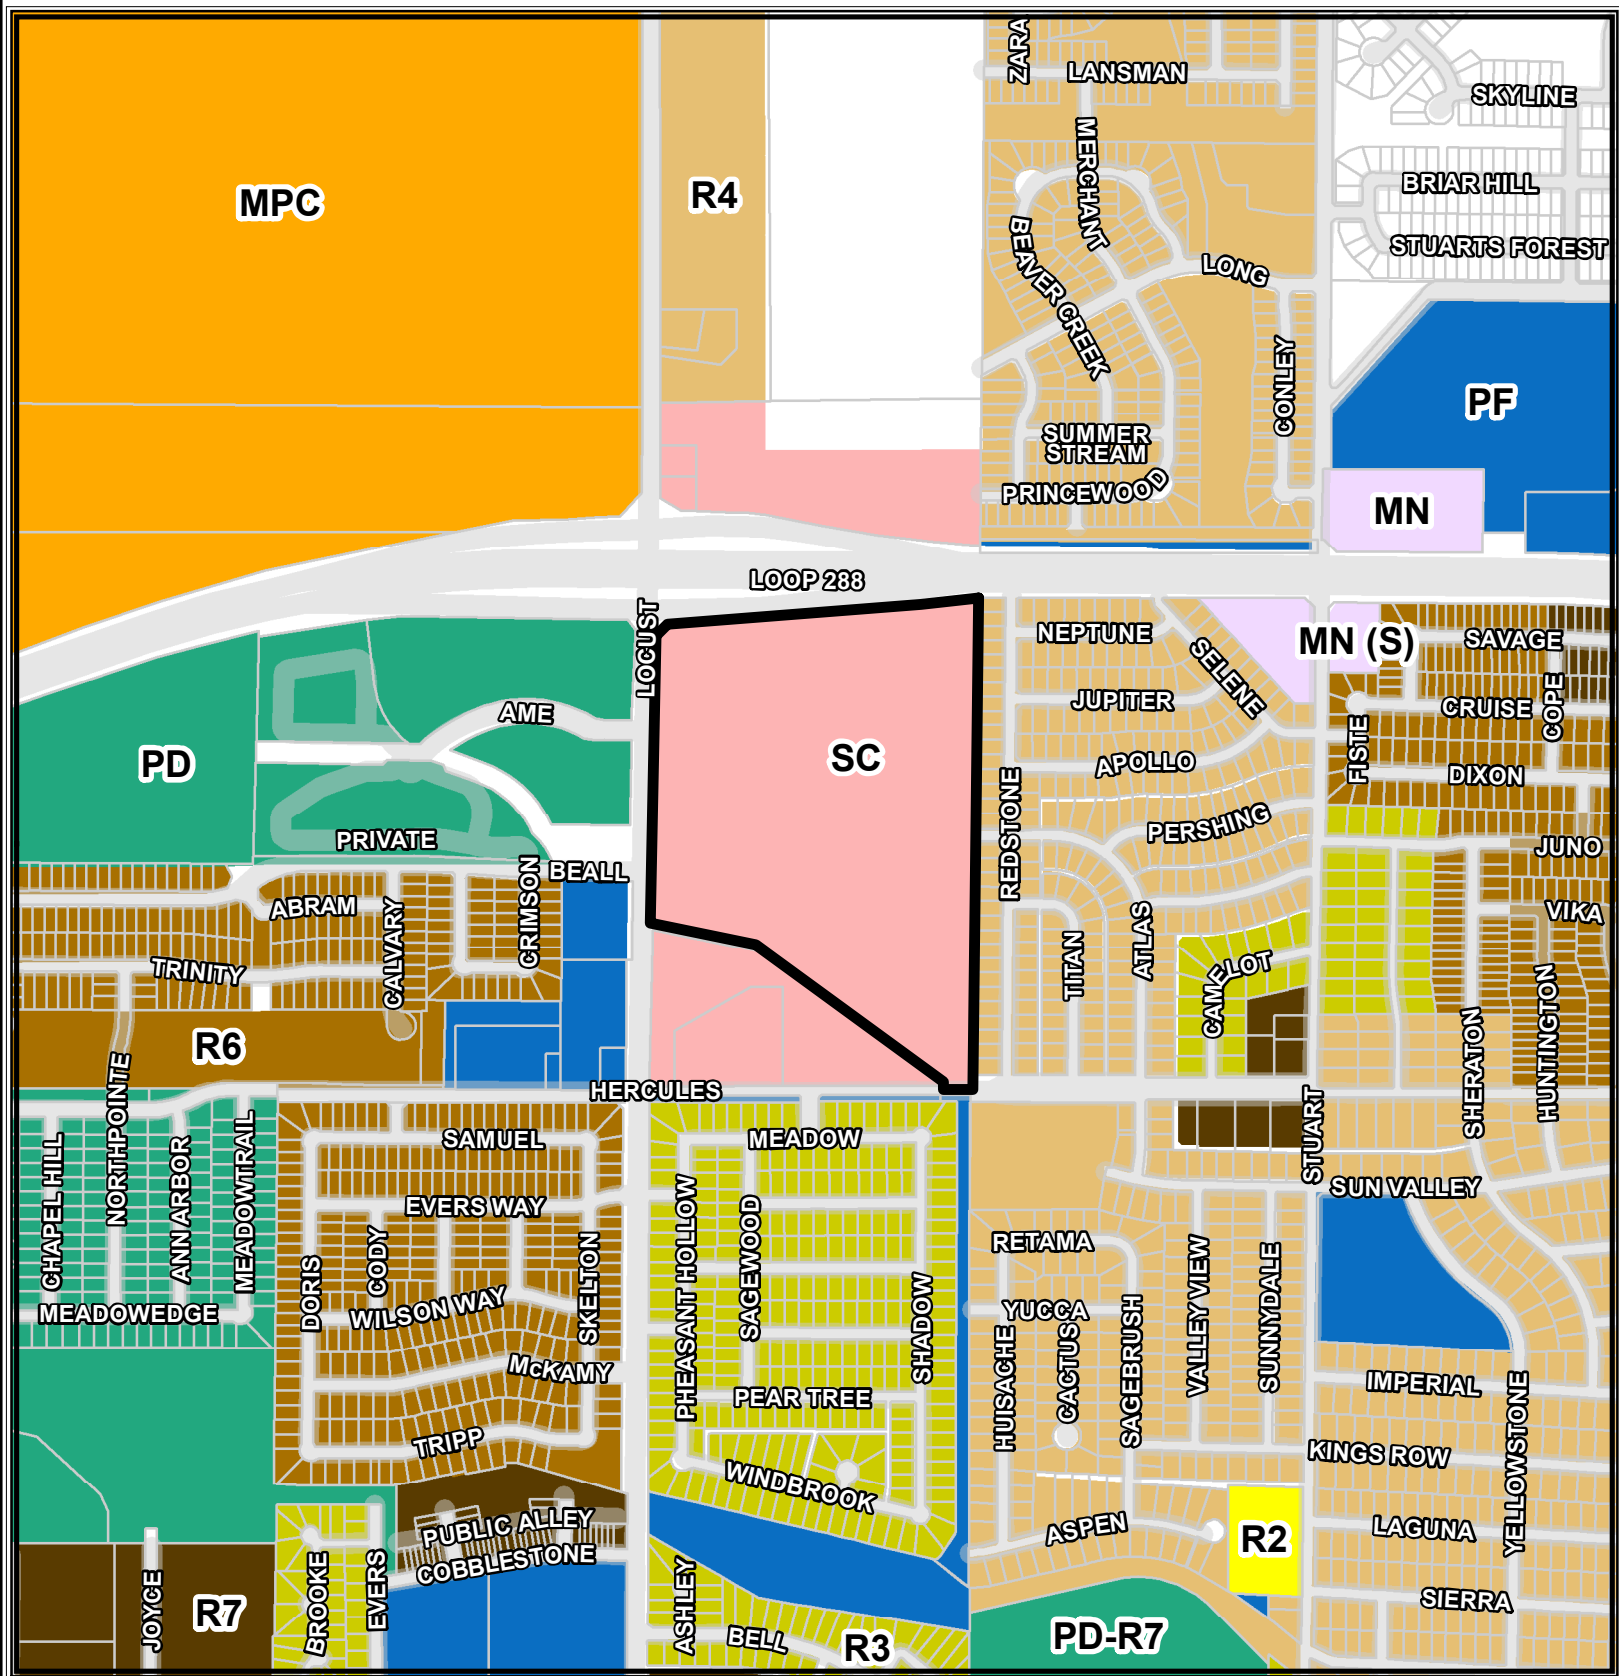 ZARA
LANSMAN
SKYLINE
MPC
R4
MERCHANT
BRIAR HILL
STUARTS FOREST
BEAVER CREEK
LONG
CONLEY
PF
SUMMER
STREAM
PRINCEWOOD
MN
LOOP 288
LOCUST
NEPTUNE
SELENE
MN (S)
SAVAGE
JUPITER
CRUISE
COPE
AME
PD
SC
APOLLO
FISTE
DIXON
REDSTONE
PERSHING
PRIVATE
BEALL
JUNO
ABRAM
CALVARY
CRIMSON
VIKA
TRINITY
TITAN
ATLAS
CAMELOT
R6
NORTHPOINTE
HUNTINGTON
SHERATON
HERCULES
STUART
CHAPEL HILL
ANN ARBOR
MEADOWTRAIL
SAMUEL
MEADOW
SUN VALLEY
EVERS WAY
PHEASANT HOLLOW
SAGEWOOD
RETAMA
DORIS
CODY
SKELTON
VALLEY VIEW
SUNNYDALE
MEADOWEDGE
WILSON WAY
SHADOW
YUCCA
HUISACHE
CACTUS
SAGEBRUSH
McKAMY
PEAR TREE
IMPERIAL
YELLOWSTONE
TRIPP
WINDBROOK
KINGS ROW
PUBLIC ALLEY
COBBLESTONE
ASPEN
R2
LAGUNA
JOYCE
R7
BROOKE
EVERS
ASHLEY
BELL
R3
PD-R7
SIERRA